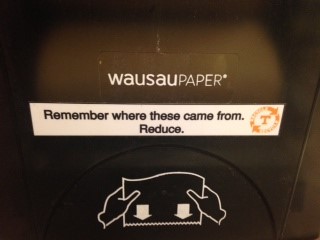 wausauPAPER®
Remember where these came from.
Reduce.
T